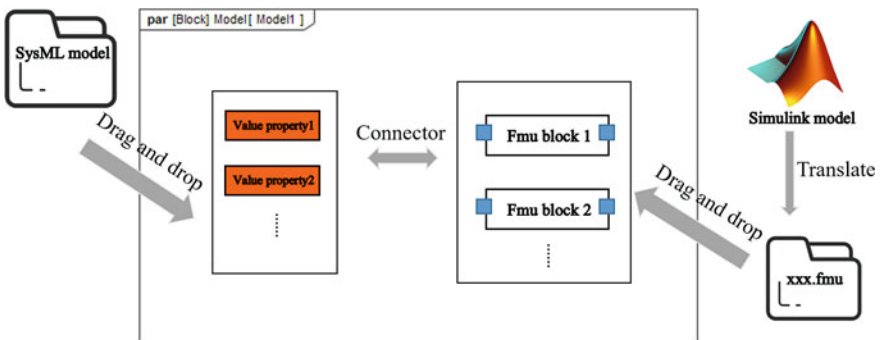 par [Block] Model[ Model1 ]
SysML model
Simulink model
Value property1
Value property2
Connector
Fmu block 1
Fmu block 2
Drag and drop
Drag and drop
Translate
xxx.fmu